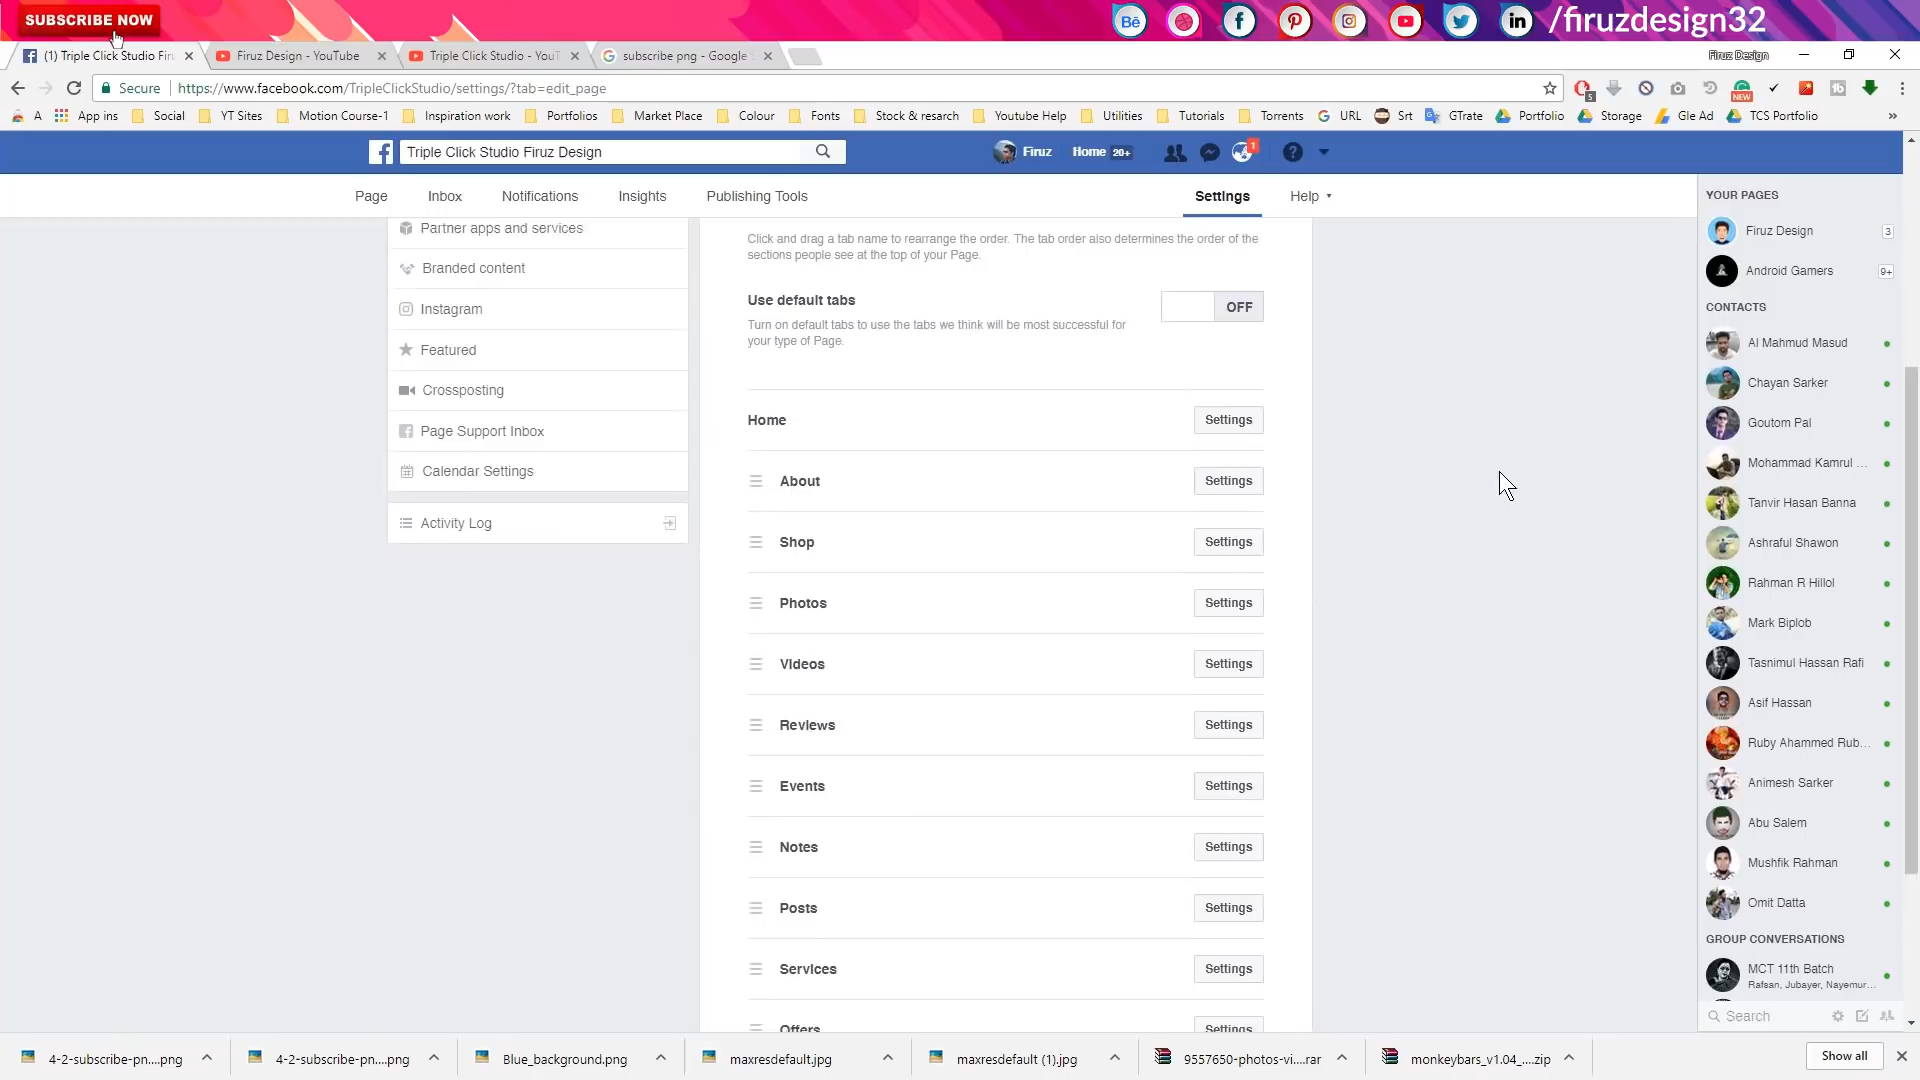 SUBSCRIBE NOW
Bē
/firuzdesign32
(1) Triple Click Studio Firu
Firuz Design - YouTube
Triple Click Studio - YouT
subscribe png - Google S
Firuz Design
Secure
https://www.facebook.com/TripleClickStudio/settings/?tab=edit_page
5
NEW
A
App ins
Social
YT Sites
Motion Course-1
Inspiration work
Portfolios
Market Place
Colour
Fonts
Stock & resarch
Youtube Help
Utilities
Tutorials
Torrents
URL
Srt
GTrate
Portfolio
Storage
Gle Ad
TCS Portfolio
Triple Click Studio Firuz Design
Firuz
Home 20+
1
Page
Inbox
Notifications
Insights
Publishing Tools
Settings
Help
Partner apps and services
Branded content
Instagram
Featured
Crossposting
Page Support Inbox
Calendar Settings
Activity Log
Click and drag a tab name to rearrange the order. The tab order also determines the order of the
sections people see at the top of your Page.
Use default tabs
OFF
Turn on default tabs to use the tabs we think will be most successful for
your type of Page.
Home
Settings
About
Settings
Shop
Settings
Photos
Settings
Videos
Settings
Reviews
Settings
Events
Settings
Notes
Settings
Posts
Settings
Services
Settings
Offers
Settings
YOUR PAGES
Firuz Design
3
Android Gamers
9+
CONTACTS
Al Mahmud Masud
Chayan Sarker
Goutom Pal
Mohammad Kamrul ...
Tanvir Hasan Banna
Ashraful Shawon
Rahman R Hillol
Mark Biplob
Tasnimul Hassan Rafi
Asif Hassan
Ruby Ahammed Rub...
Animesh Sarker
Abu Salem
Mushfik Rahman
Omit Datta
GROUP CONVERSATIONS
MCT 11th Batch
Rafsan, Jubayer, Nayemur...
Search
4-2-subscribe-pn....png
4-2-subscribe-pn....png
Blue_background.png
maxresdefault.jpg
maxresdefault (1).jpg
9557650-photos-vi....rar
monkeybars_v1.04_....zip
Show all